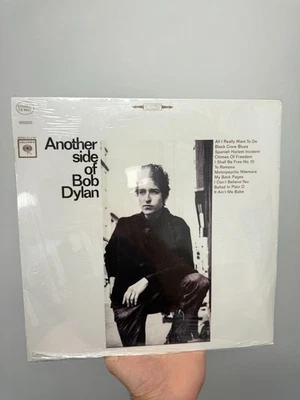 Another
side of
Bob
Dylan
All I Really Want To Do
Black Crow Blues
Spanish Harlem Incident
Chimes Of Freedom
I Shall Be Free No. 10
To Ramona
Motorpsycho Nitemare
My Back Pages
I Don't Believe You
Ballad In Plain D
It Ain't Me Babe